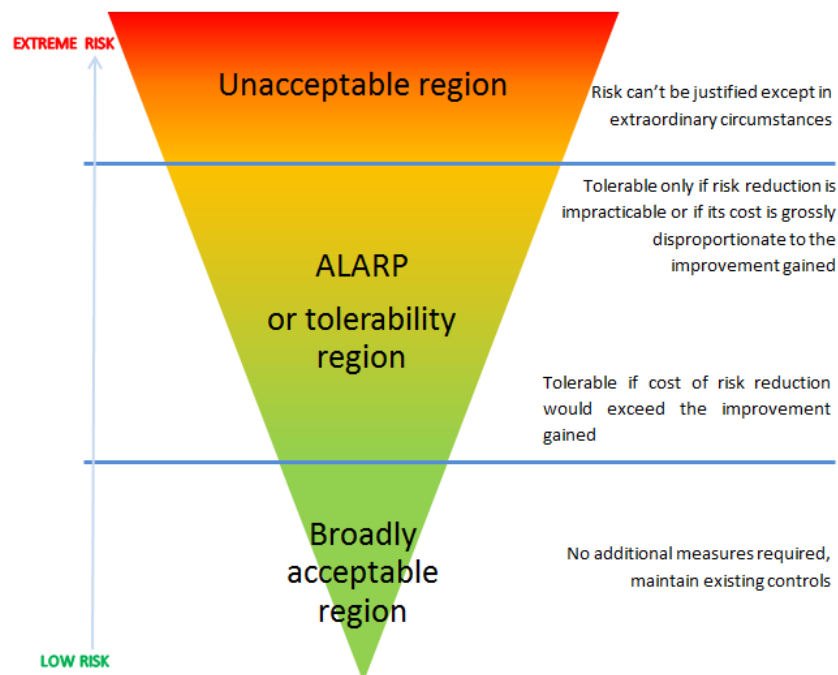 EXTREME RISK
Unacceptable region
Risk can’t be justified except in
extraordinary circumstances
Tolerable only if risk reduction is
impracticable or if its cost is grossly
disproportionate to the
improvement gained
ALARP
or tolerability
region
Tolerable if cost of risk reduction
would exceed the improvement
gained
Broadly
acceptable
region
No additional measures required,
maintain existing controls
LOW RISK